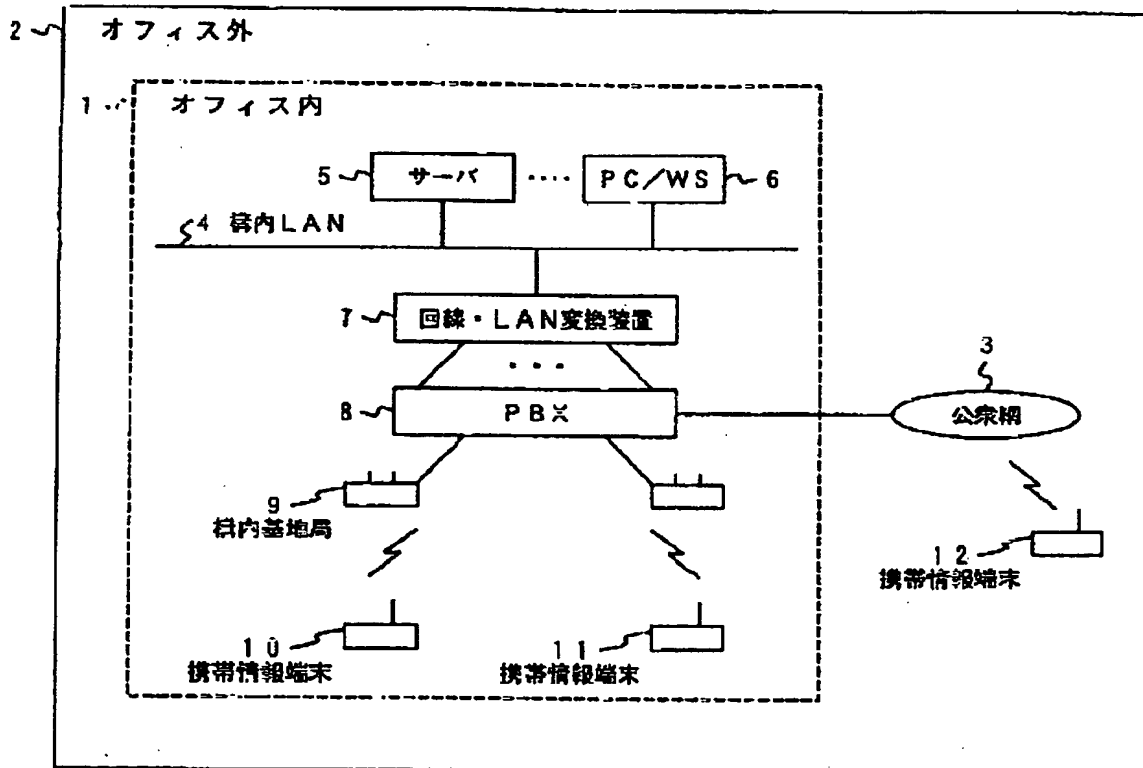 2 オフィス外
1 オフィス内
5 サーバ ‥‥ PC/WS 6
4 構内LAN
7 回線・LAN変換装置
・・・
3
8 PBX 公衆網
9
構内基地局
12
携帯情報端末
10 11
携帯情報端末 携帯情報端末